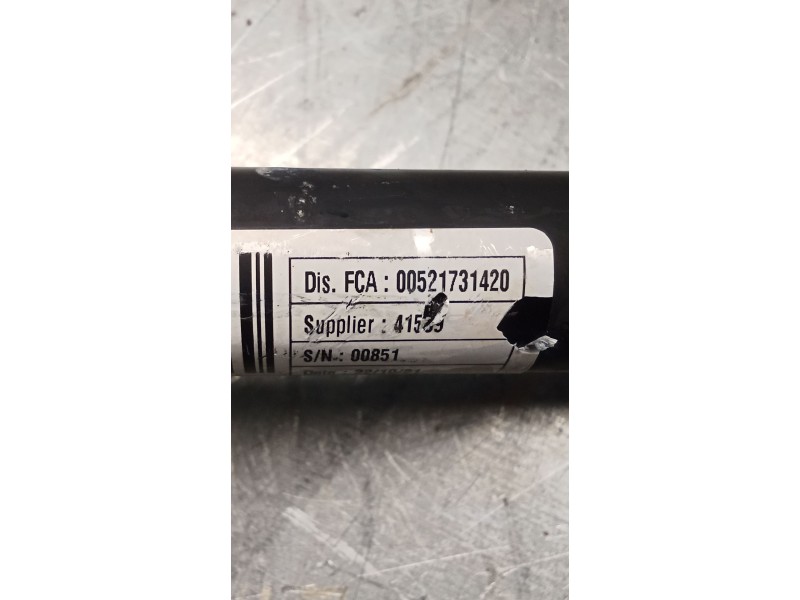 Dis. FCA : 00521731420
Supplier :
S/N.: 00851